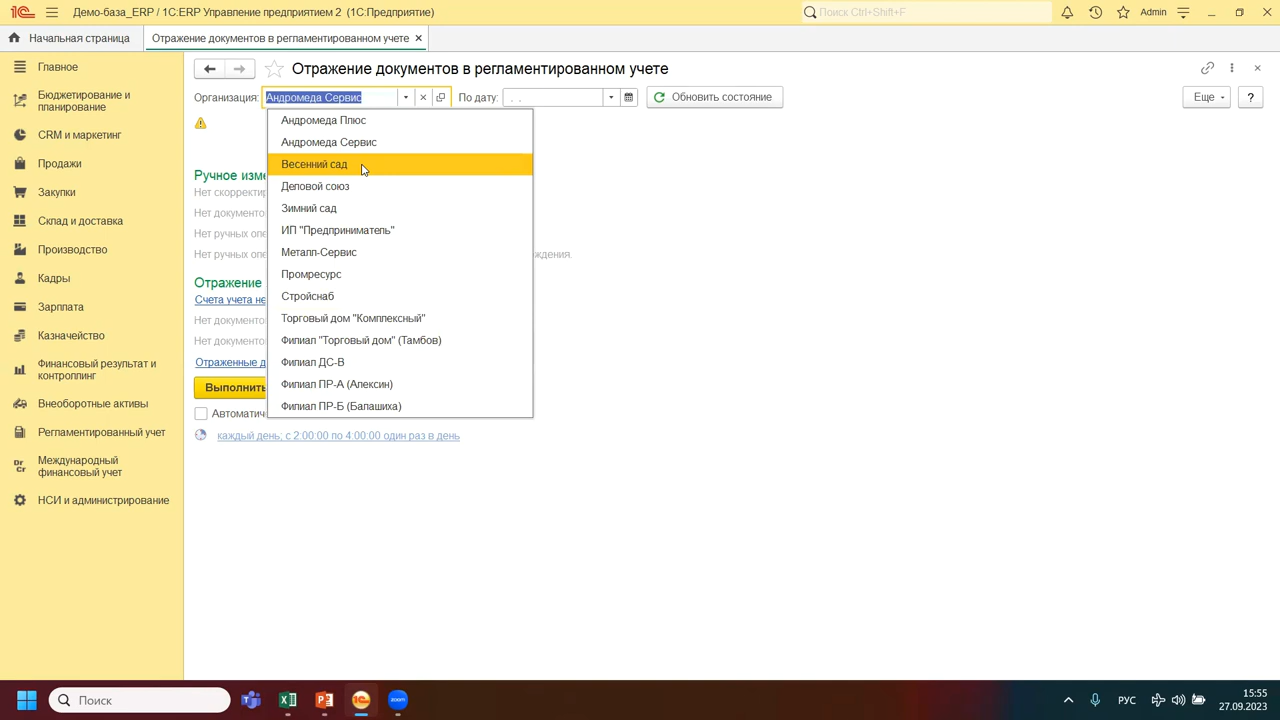 Демо-база_ERP / 1С:ERP Управление предприятием 2 (1С:Предприятие)
Поиск Ctrl+Shift+F
Admin
Начальная страница
Отражение документов в регламентированном учете ×
Главное
Бюджетирование и
планирование
CRM и маркетинг
Продажи
Закупки
Склад и доставка
Производство
Кадры
Зарплата
Казначейство
Финансовый результат и
контроллинг
Внеоборотные активы
Регламентированный учет
Международный
финансовый учет
НСИ и администрирование
Отражение документов в регламентированном учете
Организация: Андромеда Сервис
По дату: . .
Обновить состояние
Еще
?
Андромеда Плюс
Андромеда Сервис
Весенний сад
Деловой союз
Зимний сад
ИП "Предприниматель"
Металл-Сервис
Промресурс
Стройснаб
Торговый дом "Комплексный"
Филиал "Торговый дом" (Тамбов)
Филиал ДС-В
Филиал ПР-А (Алексин)
Филиал ПР-Б (Балашиха)
Ручное изме
Нет скорректир
Нет документо
Нет ручных опе
Нет ручных опе
ждения.
Отражение
Счета учета не
Нет документо
Нет документо
Отраженные д
Выполнить
Автоматич
каждый день; с 2:00:00 по 4:00:00 один раз в день
Поиск
zoom
РУС
15:55
27.09.2023